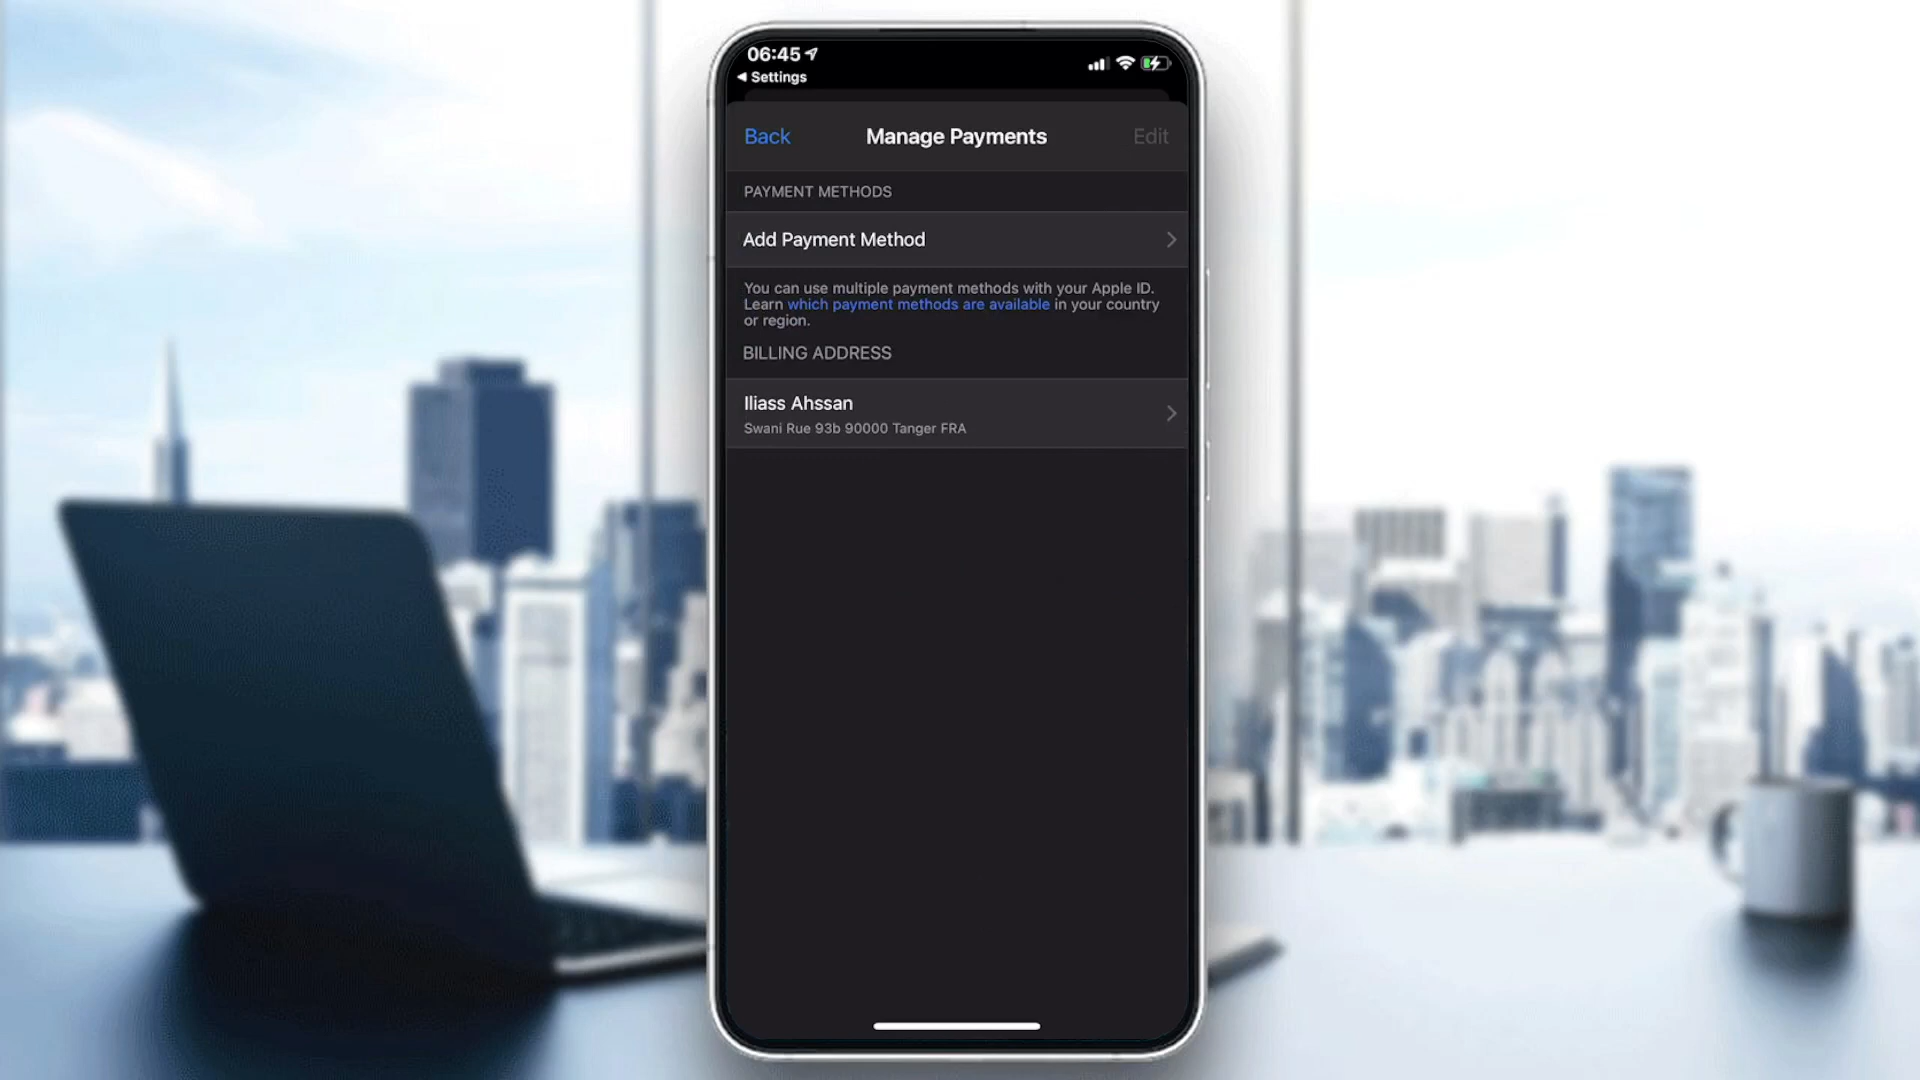 06:45
Settings
Back
Manage Payments
Edit
PAYMENT METHODS
Add Payment Method
You can use multiple payment methods with your Apple ID.
Learn which payment methods are available in your country
or region.
BILLING ADDRESS
Iliass Ahssan
Swani Rue 93b 90000 Tanger FRA